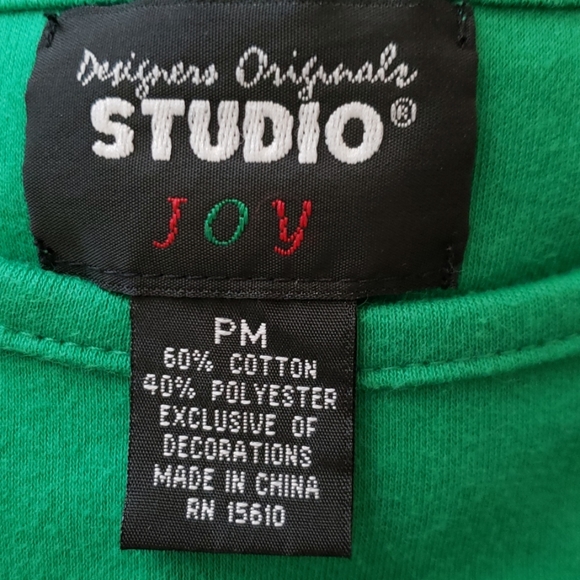 Designers Originals
STUDIO®
JOY
PM
60% COTTON
40% POLYESTER
EXCLUSIVE OF
DECORATIONS
MADE IN CHINA
RN 15610